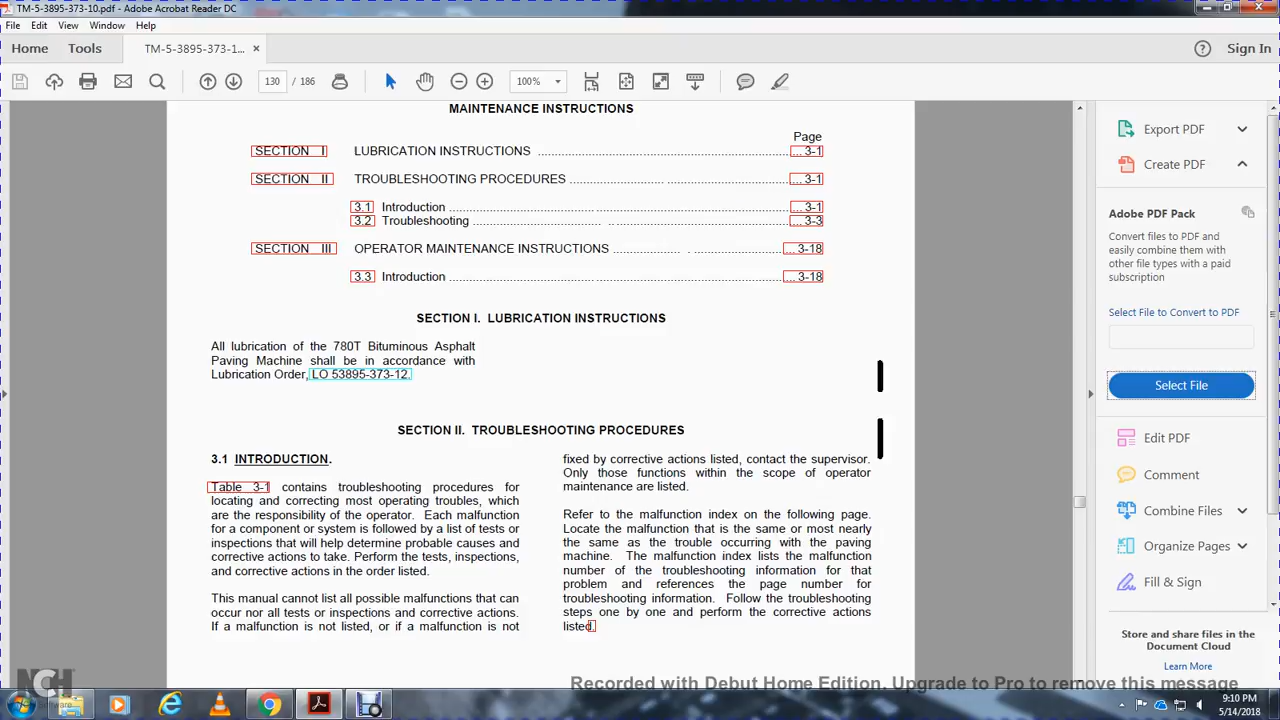 TM-5-3895-373-10.pdf - Adobe Acrobat Reader DC
File Edit View Window Help
Home Tools TM-5-3895-373-1... × Sign In
130 / 186 100%
MAINTENANCE INSTRUCTIONS
Page
SECTION I LUBRICATION INSTRUCTIONS ... 3-1
SECTION II TROUBLESHOOTING PROCEDURES ... 3-1
3.1 Introduction ... 3-1
3.2 Troubleshooting ... 3-3
SECTION III OPERATOR MAINTENANCE INSTRUCTIONS ... 3-18
3.3 Introduction ... 3-18
SECTION I. LUBRICATION INSTRUCTIONS
All lubrication of the 780T Bituminous Asphalt
Paving Machine shall be in accordance with
Lubrication Order, LO 53895-373-12.
SECTION II. TROUBLESHOOTING PROCEDURES
3.1 INTRODUCTION.
Table 3-1 contains troubleshooting procedures for
locating and correcting most operating troubles, which
are the responsibility of the operator. Each malfunction
for a component or system is followed by a list of tests or
inspections that will help determine probable causes and
corrective actions to take. Perform the tests, inspections,
and corrective actions in the order listed.
This manual cannot list all possible malfunctions that can
occur nor all tests or inspections and corrective actions.
If a malfunction is not listed, or if a malfunction is not
fixed by corrective actions listed, contact the supervisor.
Only those functions within the scope of operator
maintenance are listed.
Refer to the malfunction index on the following page.
Locate the malfunction that is the same or most nearly
the same as the trouble occurring with the paving
machine. The malfunction index lists the malfunction
number of the troubleshooting information for that
problem and references the page number for
troubleshooting information. Follow the troubleshooting
steps one by one and perform the corrective actions
listed.
Export PDF
Create PDF
Adobe PDF Pack
Convert files to PDF and
easily combine them with
other file types with a paid
subscription
Select File to Convert to PDF
Select File
Edit PDF
Comment
Combine Files
Organize Pages
Fill & Sign
Store and share files in the
Document Cloud
Learn More
NCH
Software
Recorded with Debut Home Edition. Upgrade to Pro to remove this message
9:10 PM
5/14/2018